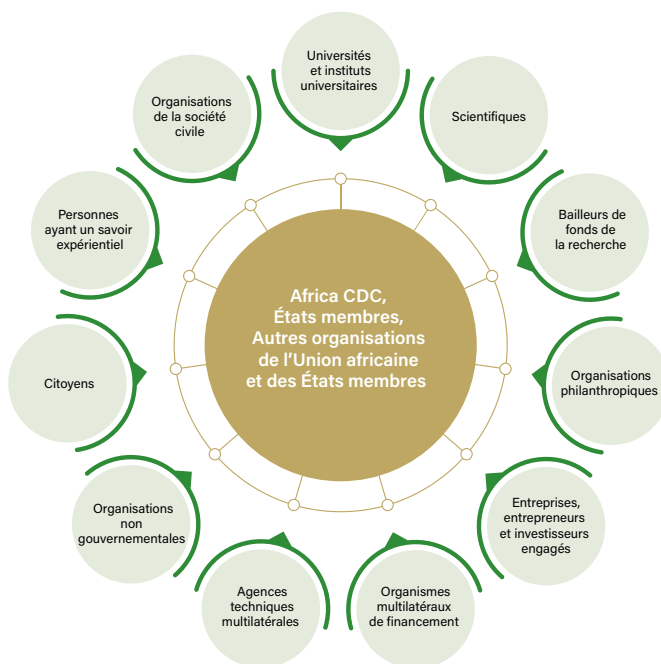 Universités
et instituts
universitaires
Scientifiques
Bailleurs de
fonds de
la recherche
Organisations
philanthropiques
Entreprises,
entrepreneurs
et investisseurs
engagés
Organismes
multilatéraux
de financement
Agences
techniques
multilatérales
Organisations
non
gouvernementales
Citoyens
Personnes
ayant un savoir
expérientiel
Organisations
de la société
civile
Africa CDC,
États membres,
Autres organisations
de l’Union africaine
et des États membres